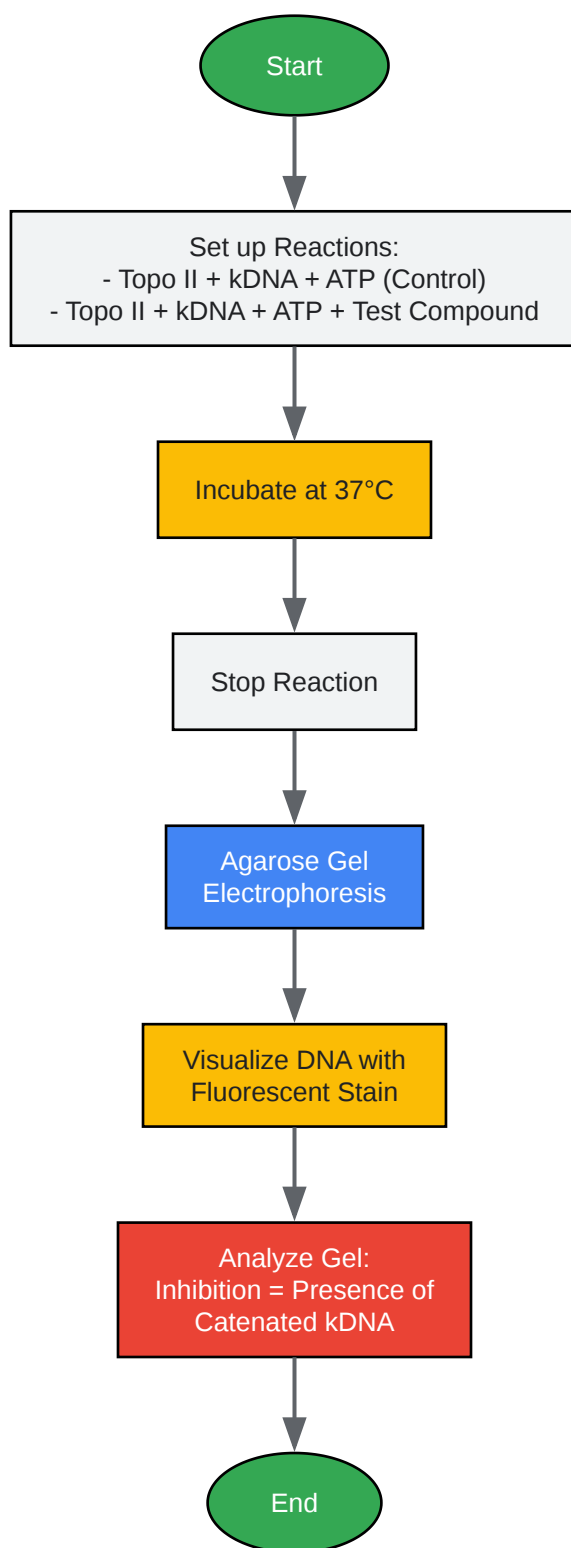 Start
Set up Reactions:
- Topo II + kDNA + ATP (Control)
- Topo II + kDNA + ATP + Test Compound
Incubate at 37°C
Stop Reaction
Agarose Gel
Electrophoresis
Visualize DNA with
Fluorescent Stain
Analyze Gel:
Inhibition = Presence of
Catenated kDNA
End